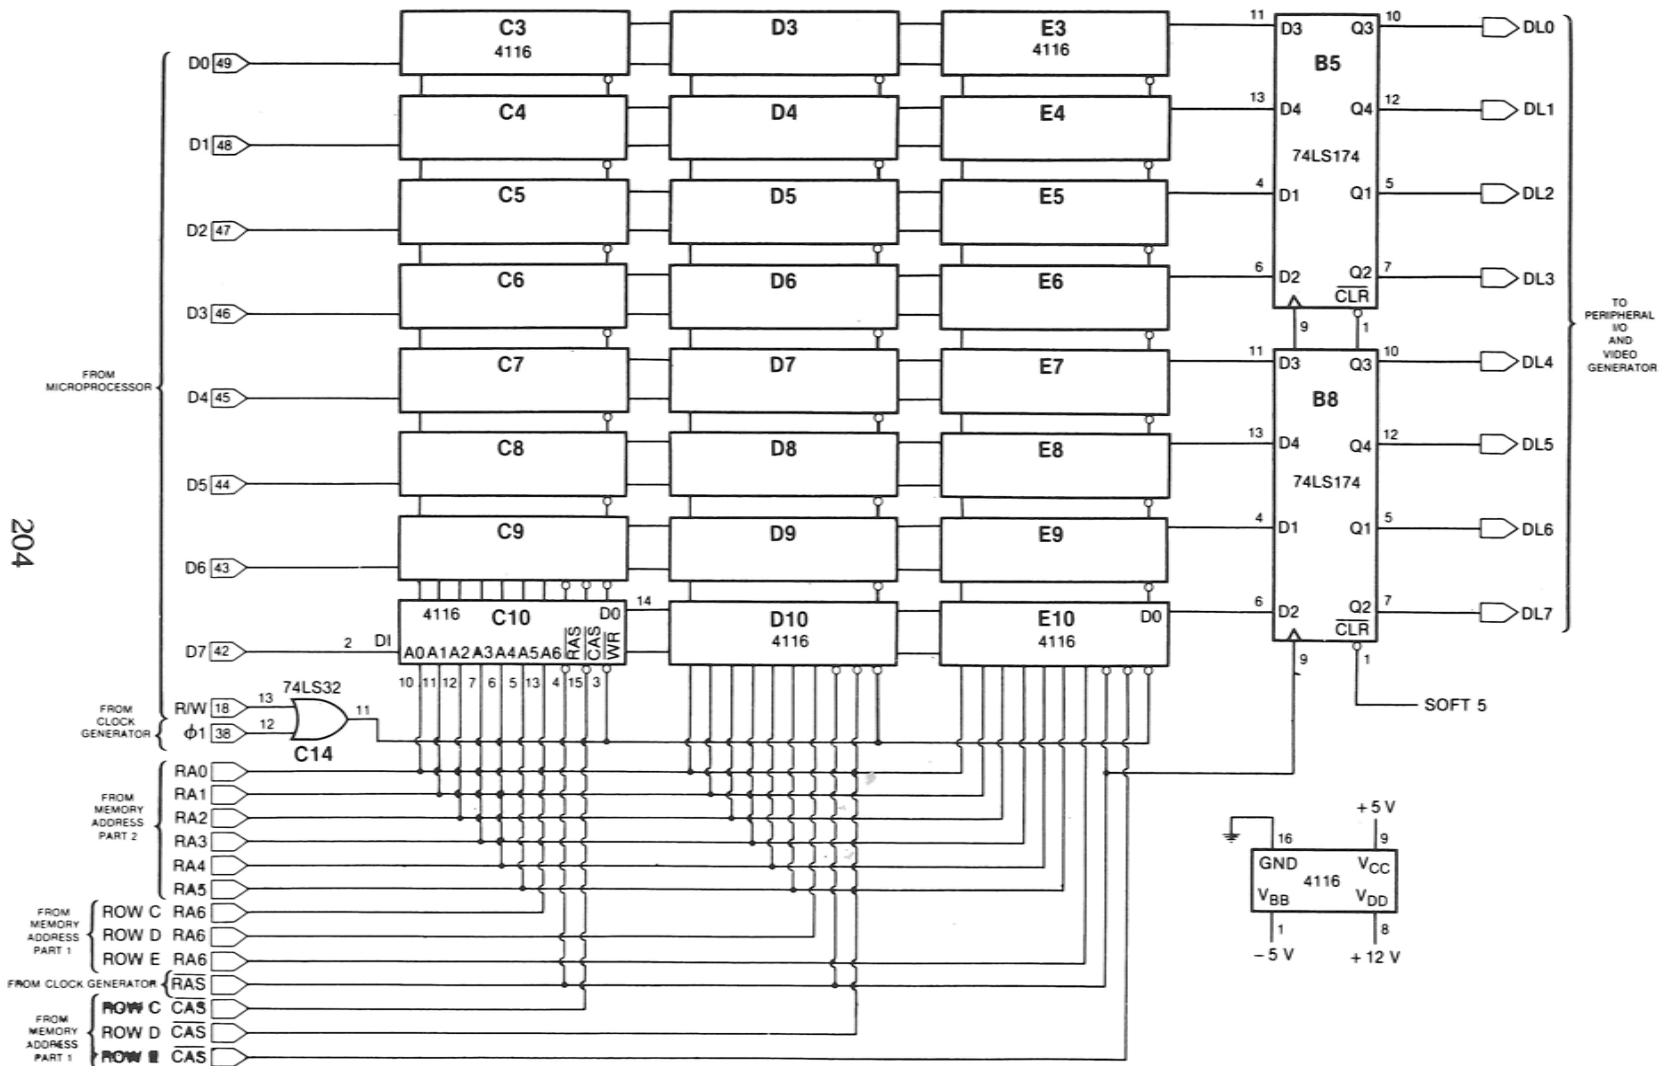 C3
4116
D3
E3
4116
11
D3
Q3
10
DL0
D0 49
B5
C4
D4
E4
13
D4
Q4
12
DL1
D1 48
74LS174
C5
D5
E5
4
D1
Q1
5
DL2
D2 47
C6
D6
E6
6
D2
Q2
7
DL3
CLR
D3 46
9
1
TO
PERIPHERAL
I/O
AND
VIDEO
GENERATOR
FROM
MICROPROCESSOR
C7
D7
E7
11
D3
Q3
10
DL4
D4 45
B8
C8
D8
E8
13
D4
Q4
12
DL5
D5 44
74LS174
204
C9
D9
E9
4
D1
Q1
5
DL6
D6 43
4116
C10
D0
14
D10
4116
E10
4116
D0
6
D2
Q2
7
DL7
CLR
D7 42
2
DI
A0 A1 A2 A3 A4 A5 A6 RAS CAS WR
10 11 12 7 6 5 13 4 15 3
9
1
74LS32
R/W 18
13
11
SOFT 5
FROM
CLOCK
GENERATOR
ϕ1 38
12
C14
FROM
MEMORY
ADDRESS
PART 2
RA0
RA1
RA2
RA3
RA4
RA5
+5 V
16
9
GND
VCC
4116
VBB
VDD
1
8
−5 V
+12 V
FROM
MEMORY
ADDRESS
PART 1
ROW C RA6
ROW D RA6
ROW E RA6
FROM CLOCK GENERATOR RAS
FROM
MEMORY
ADDRESS
PART 1
ROW C CAS
ROW D CAS
ROW CAS